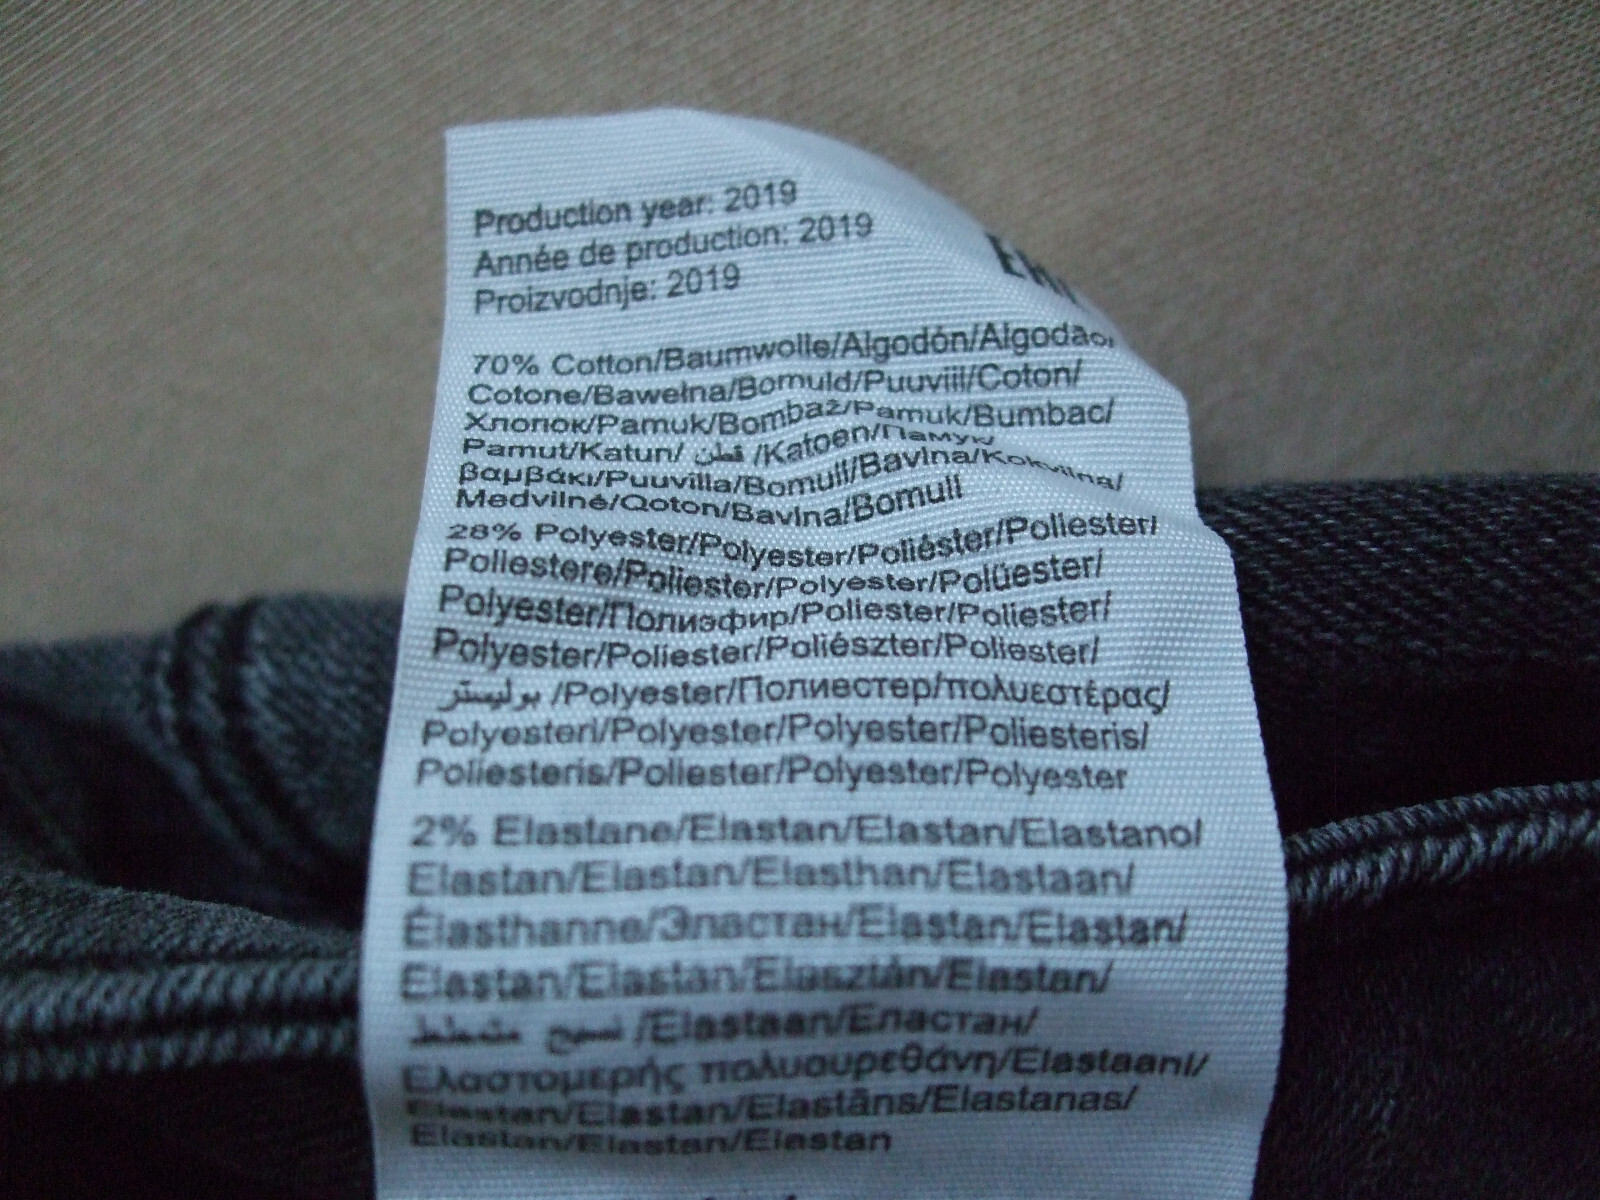 Production year: 2019
Année de production: 2019
Proizvodnje: 2019
70% Cotton/Baumwolle/Algodón/Algodão,
Cotone/Bawełna/Bomuld/Puuviil/Coton/
Хлопок/Pamuk/Bombaž/Pamuk/Bumbac/
Pamut/Katun/ قطن /Katoen/Памук/
βαμβάκι/Puuvilla/Bomull/Bavlna/Kokvilna/
Medvilnė/Qoton/Bavlna/Bomull
28% Polyester/Polyester/Poliéster/Poliester/
Poliestere/Poliester/Polyester/Polüester/
Polyester/Полиэфир/Poliester/Poliester/
Polyester/Poliester/Poliészter/Poliester/
بوليستر /Polyester/Полиестер/πολυεστέρας/
Polyesteri/Polyester/Polyester/Poliesteris/
Poliesteris/Poliester/Polyester/Polyester
2% Elastane/Elastan/Elastan/Elastano/
Elastan/Elastan/Elasthan/Elastaan/
Élasthanne/Эластан/Elastan/Elastan/
Elastan/Elastan/Elasztán/Elastan/
نسيج متمطط /Elastaan/Еластан/
Ελαστομερής πολυουρεθάνη/Elastaani/
Elastan/Elastan/Elastāns/Elastanas/
Elastan/Elastan/Elastan